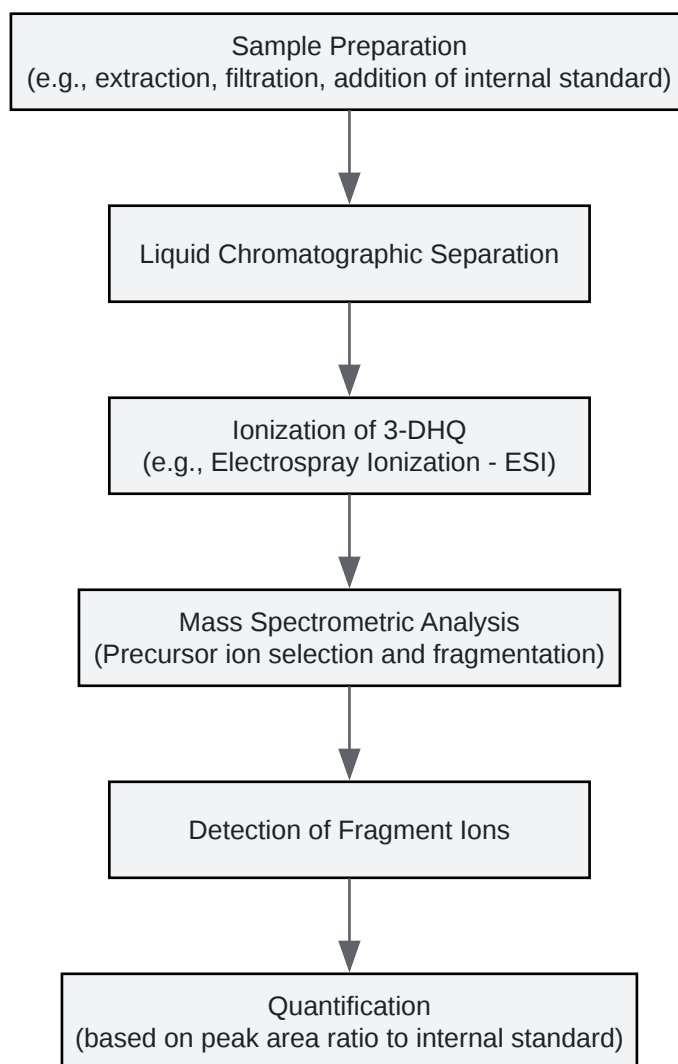 Sample Preparation
(e.g., extraction, filtration, addition of internal standard)
Liquid Chromatographic Separation
Ionization of 3-DHQ
(e.g., Electrospray Ionization - ESI)
Mass Spectrometric Analysis
(Precursor ion selection and fragmentation)
Detection of Fragment Ions
Quantification
(based on peak area ratio to internal standard)